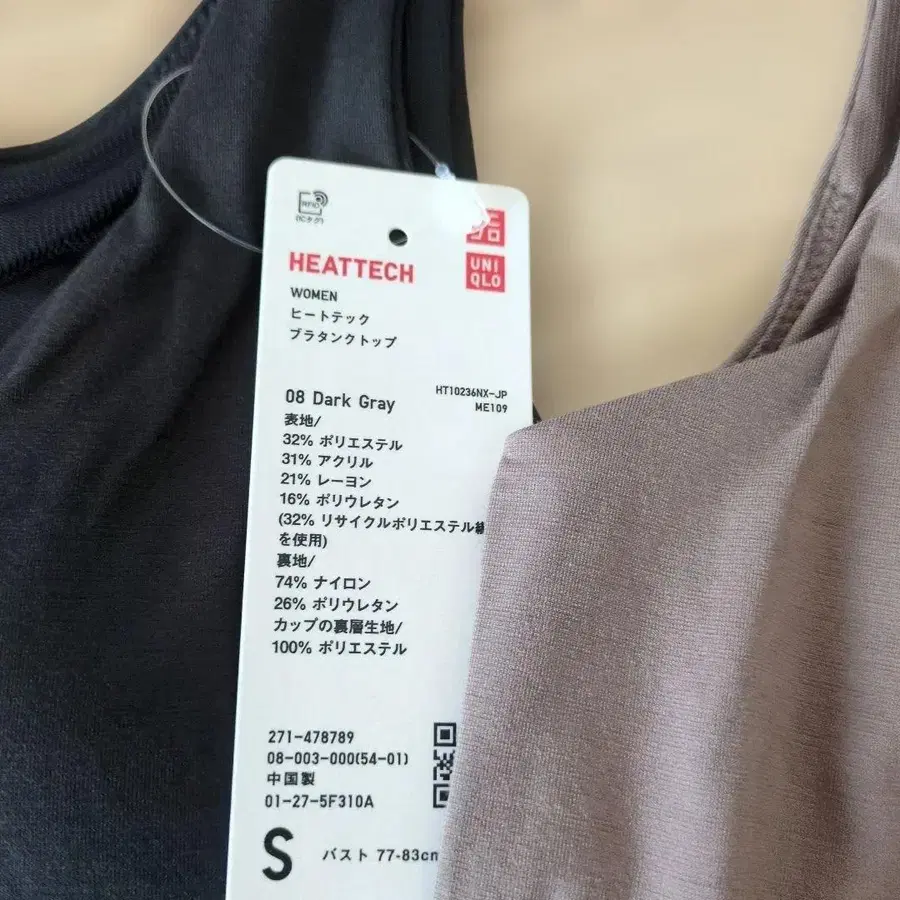 RFID
HEATTECH
UNI
QLO
WOMEN
ヒートテック
ブラタンクトップ
08 Dark Gray
HT10236NX-JP
ME109
表地/
32% ポリエステル
31% アクリル
21% レーヨン
16% ポリウレタン
(32% リサイクルポリエステル繊
を使用)
裏地/
74% ナイロン
26% ポリウレタン
カップの裏層生地/
100% ポリエステル
271-478789
08-003-000(54-01)
中国製
01-27-5F310A
S
バスト 77-83cm